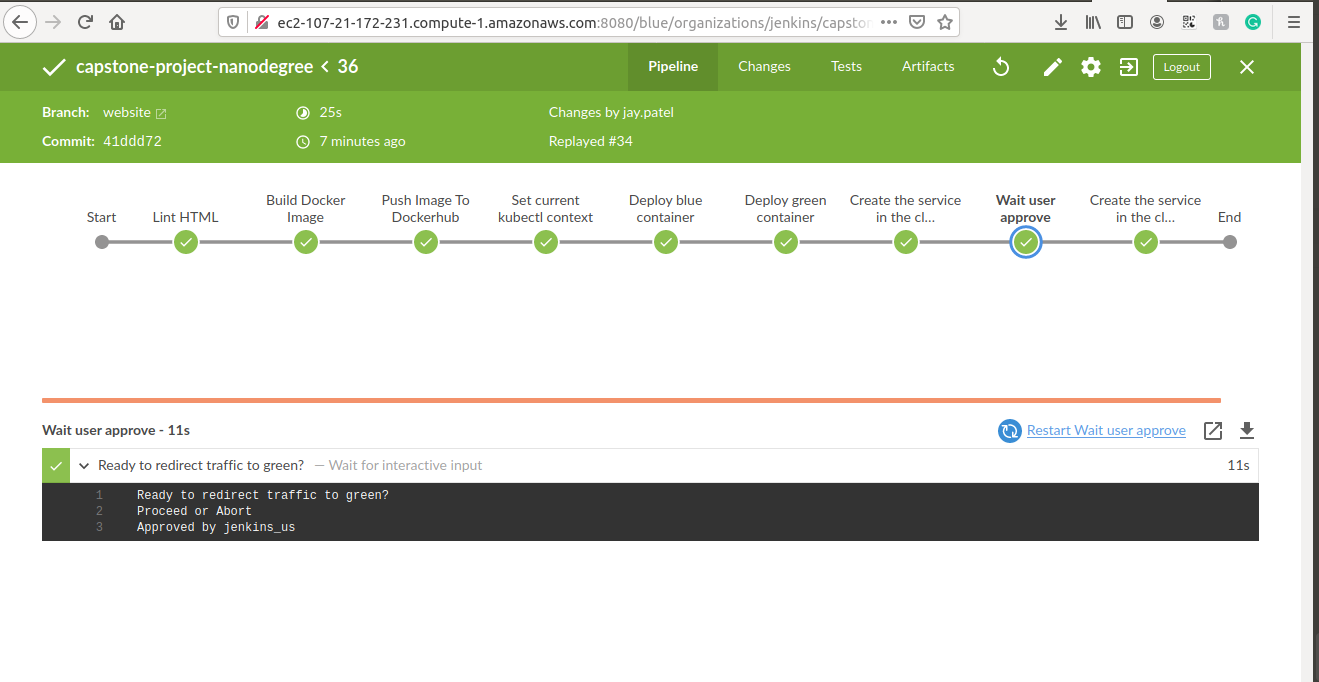 ec2-107-21-172-231.compute-1.amazonaws.com:8080/blue/organizations/jenkins/capston
capstone-project-nanodegree < 36
Pipeline
Changes
Tests
Artifacts
Logout
Branch: website
25s
Changes by jay.patel
Commit: 41ddd72
7 minutes ago
Replayed #34
Start
Lint HTML
Build Docker
Image
Push Image To
Dockerhub
Set current
kubectl context
Deploy blue
container
Deploy green
container
Create the service
in the cl...
Wait user
approve
Create the service
in the cl...
End
Wait user approve - 11s
Restart Wait user approve
Ready to redirect traffic to green? — Wait for interactive input
11s
1 Ready to redirect traffic to green?
2 Proceed or Abort
3 Approved by jenkins_us